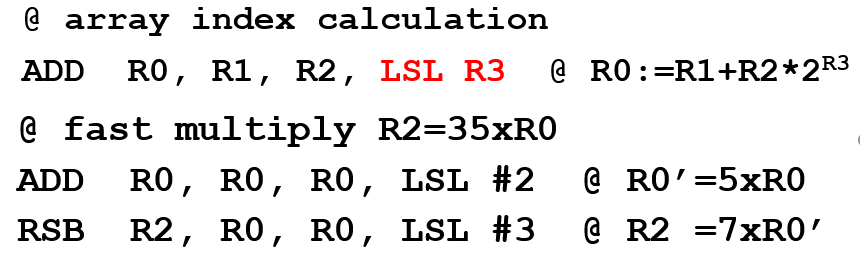 @ array index calculation
ADD R0, R1, R2, LSL R3 @ R0:=R1+R2*2^R3
@ fast multiply R2=35xR0
ADD R0, R0, R0, LSL #2 @ R0′=5xR0
RSB R2, R0, R0, LSL #3 @ R2 =7xR0′